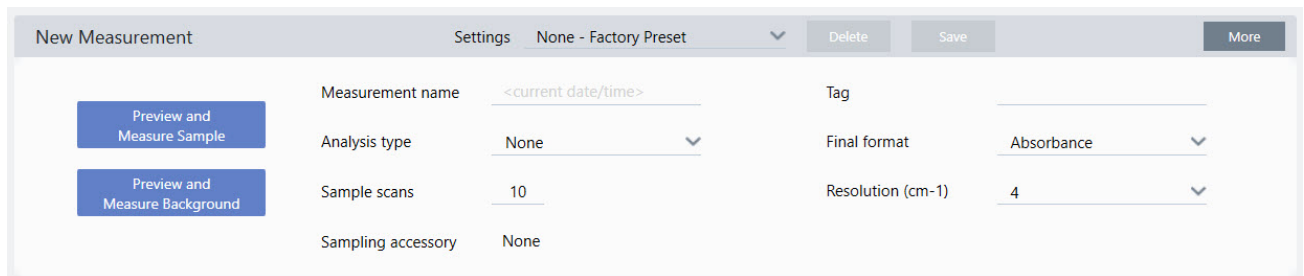 New Measurement Settings None - Factory Preset Delete Save More
Measurement name <current date/time> Tag
Preview and
Measure Sample
Analysis type None Final format Absorbance
Preview and
Measure Background
Sample scans 10 Resolution (cm-1) 4
Sampling accessory None